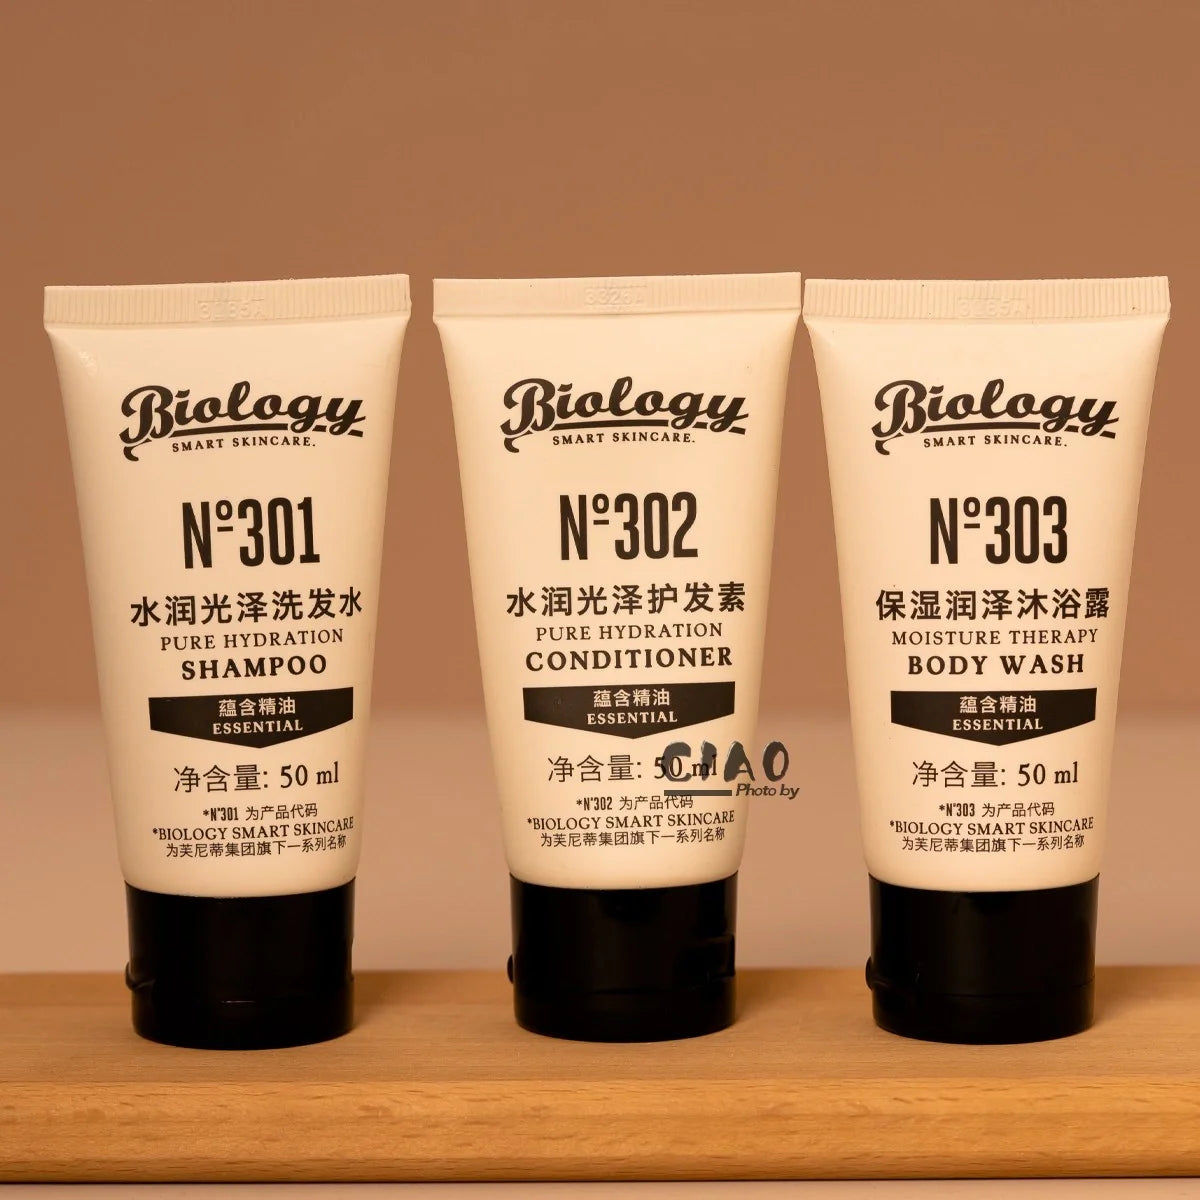 Biology
SMART SKINCARE.
Nº301
水润光泽洗发水
PURE HYDRATION
SHAMPOO
蕴含精油
ESSENTIAL
净含量: 50 ml
*Nº301 为产品代码
*BIOLOGY SMART SKINCARE
为芙尼蒂集团旗下一系列名称
Biology
SMART SKINCARE.
Nº302
水润光泽护发素
PURE HYDRATION
CONDITIONER
蕴含精油
ESSENTIAL
净含量: 50 ml
*Nº302 为产品代码
*BIOLOGY SMART SKINCARE
为芙尼蒂集团旗下一系列名称
CIAO
Photo by
Biology
SMART SKINCARE.
Nº303
保湿润泽沐浴露
MOISTURE THERAPY
BODY WASH
蕴含精油
ESSENTIAL
净含量: 50 ml
*Nº303 为产品代码
*BIOLOGY SMART SKINCARE
为芙尼蒂集团旗下一系列名称